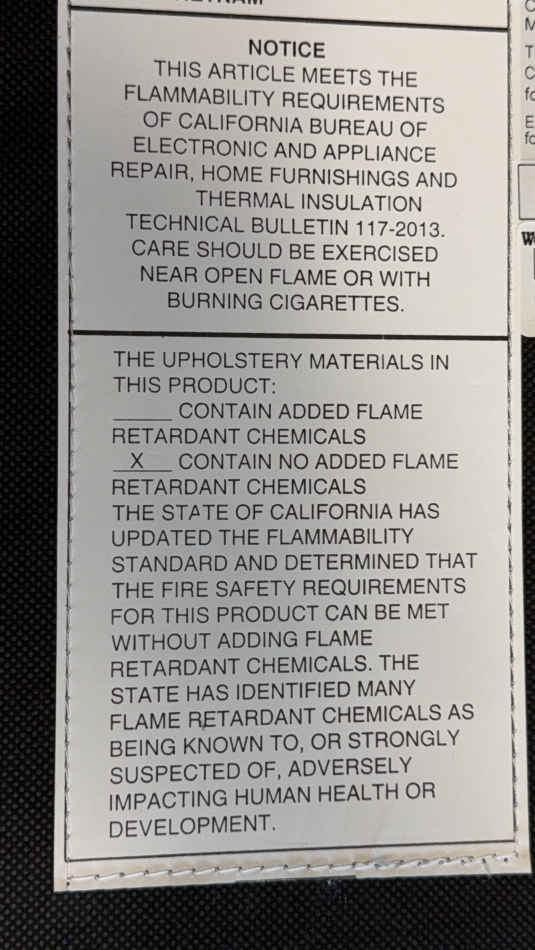 NOTICE
THIS ARTICLE MEETS THE
FLAMMABILITY REQUIREMENTS
OF CALIFORNIA BUREAU OF
ELECTRONIC AND APPLIANCE
REPAIR, HOME FURNISHINGS AND
THERMAL INSULATION
TECHNICAL BULLETIN 117-2013.
CARE SHOULD BE EXERCISED
NEAR OPEN FLAME OR WITH
BURNING CIGARETTES.
THE UPHOLSTERY MATERIALS IN
THIS PRODUCT:
_____ CONTAIN ADDED FLAME
RETARDANT CHEMICALS
__X__ CONTAIN NO ADDED FLAME
RETARDANT CHEMICALS
THE STATE OF CALIFORNIA HAS
UPDATED THE FLAMMABILITY
STANDARD AND DETERMINED THAT
THE FIRE SAFETY REQUIREMENTS
FOR THIS PRODUCT CAN BE MET
WITHOUT ADDING FLAME
RETARDANT CHEMICALS. THE
STATE HAS IDENTIFIED MANY
FLAME RETARDANT CHEMICALS AS
BEING KNOWN TO, OR STRONGLY
SUSPECTED OF, ADVERSELY
IMPACTING HUMAN HEALTH OR
DEVELOPMENT.